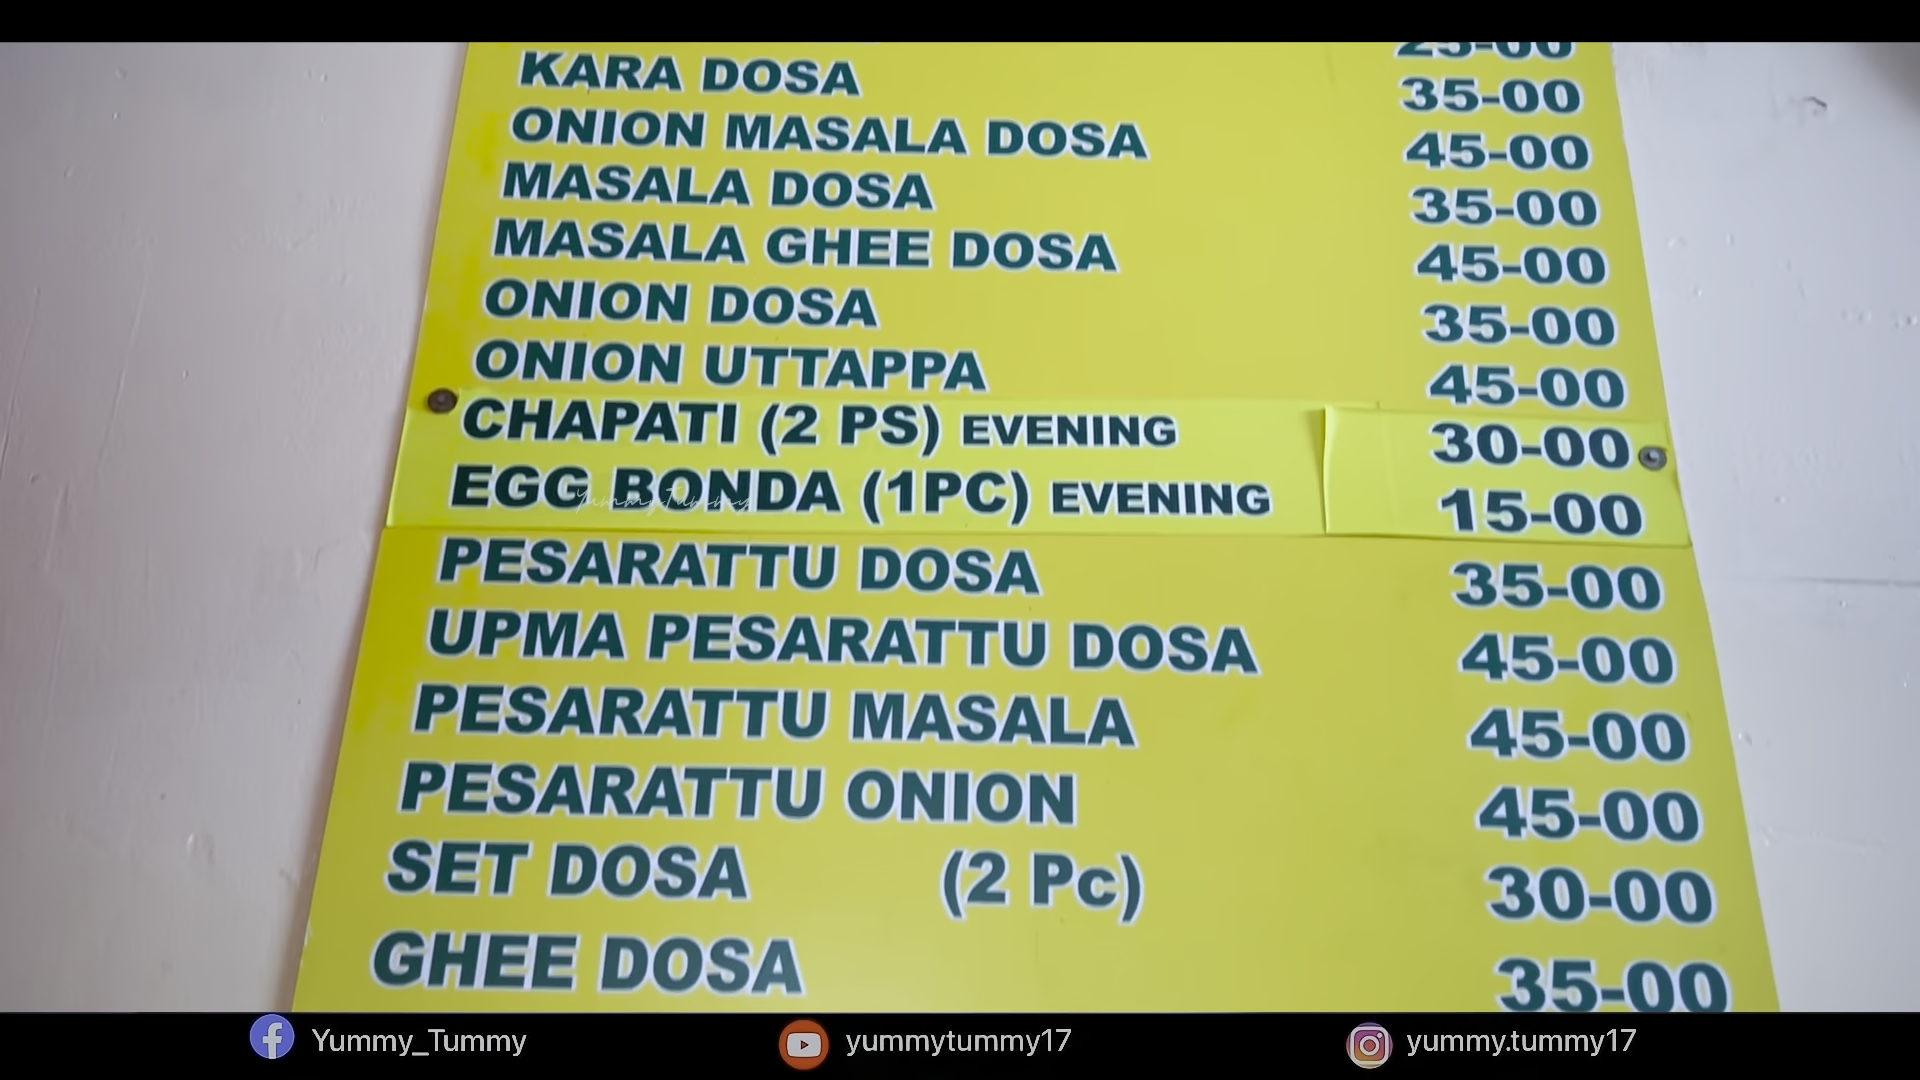 25-00
KARA DOSA 35-00
ONION MASALA DOSA 45-00
MASALA DOSA 35-00
MASALA GHEE DOSA 45-00
ONION DOSA 35-00
ONION UTTAPPA 45-00
CHAPATI (2 PS) EVENING 30-00
EGG BONDA (1PC) EVENING 15-00
YummyTummy
PESARATTU DOSA 35-00
UPMA PESARATTU DOSA 45-00
PESARATTU MASALA 45-00
PESARATTU ONION 45-00
SET DOSA (2 Pc) 30-00
GHEE DOSA 35-00
Yummy_Tummy yummytummy17 yummy.tummy17